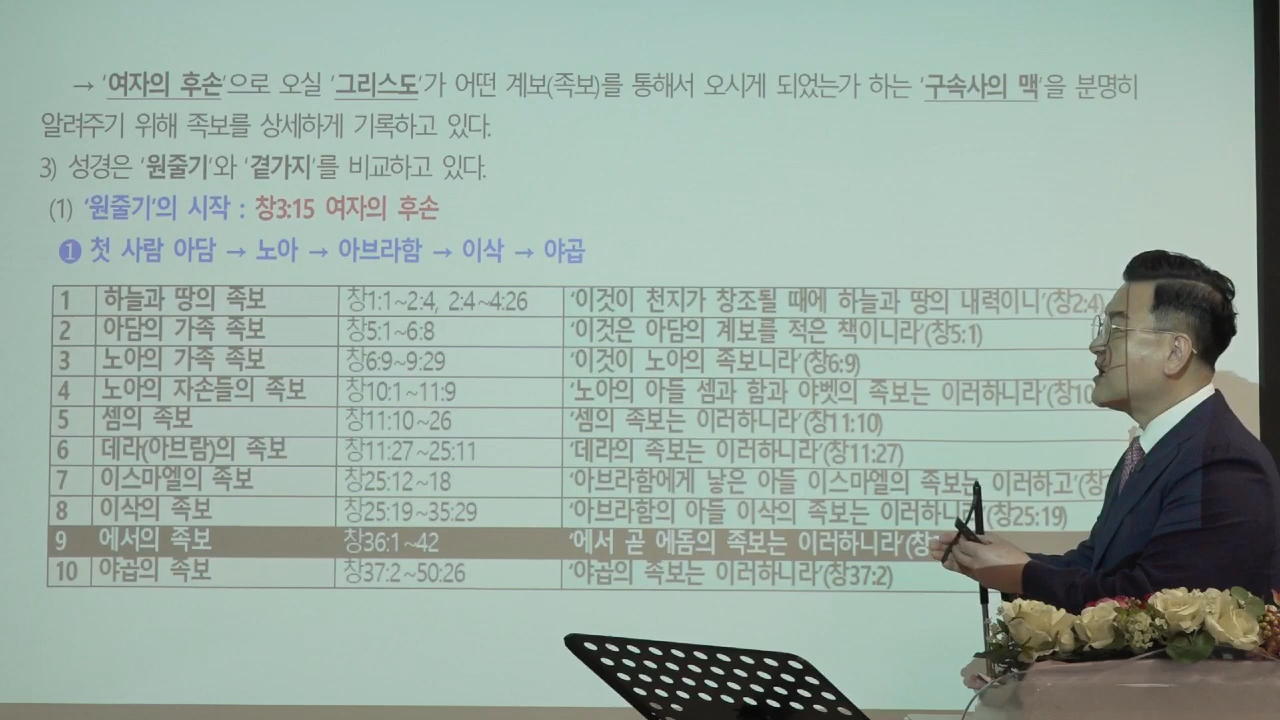 → '여자의 후손'으로 오실 '그리스도'가 어떤 계보(족보)를 통해서 오시게 되었는가 하는 '구속사의 맥'을 분명히
알려주기 위해 족보를 상세하게 기록하고 있다.
3) 성경은 '원줄기'와 '곁가지'를 비교하고 있다.
(1) '원줄기'의 시작 : 창3:15 여자의 후손
❶ 첫 사람 아담 → 노아 → 아브라함 → 이삭 → 야곱
1 하늘과 땅의 족보 창1:1~2:4, 2:4~4:26 '이것이 천지가 창조될 때에 하늘과 땅의 내력이니'(창2:4)
2 아담의 가족 족보 창5:1~6:8 '이것은 아담의 계보를 적은 책이니라'(창5:1)
3 노아의 가족 족보 창6:9~9:29 '이것이 노아의 족보니라'(창6:9)
4 노아의 자손들의 족보 창10:1~11:9 '노아의 아들 셈과 함과 야벳의 족보는 이러하니라'(창10
5 셈의 족보 창11:10~26 '셈의 족보는 이러하니라'(창11:10)
6 데라(아브람)의 족보 창11:27~25:11 '데라의 족보는 이러하니라'(창11:27)
7 이스마엘의 족보 창25:12~18 '아브라함에게 낳은 아들 이스마엘의 족보는 이러하고'(창
8 이삭의 족보 창25:19~35:29 '아브라함의 아들 이삭의 족보는 이러하니라'(창25:19)
9 에서의 족보 창36:1~42 '에서 곧 에돔의 족보는 이러하니라'(창
10 야곱의 족보 창37:2~50:26 '야곱의 족보는 이러하니라'(창37:2)